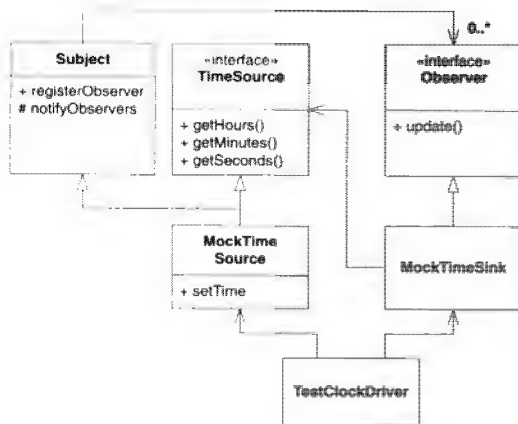 0..*
Subject
+ registerObserver
# notifyObservers
«interface»
TimeSource
+ getHours()
+ getMinutes()
+ getSeconds()
«interface»
Observer
+ update()
MockTime
Source
+ setTime
MockTimeSink
TestClockDriver